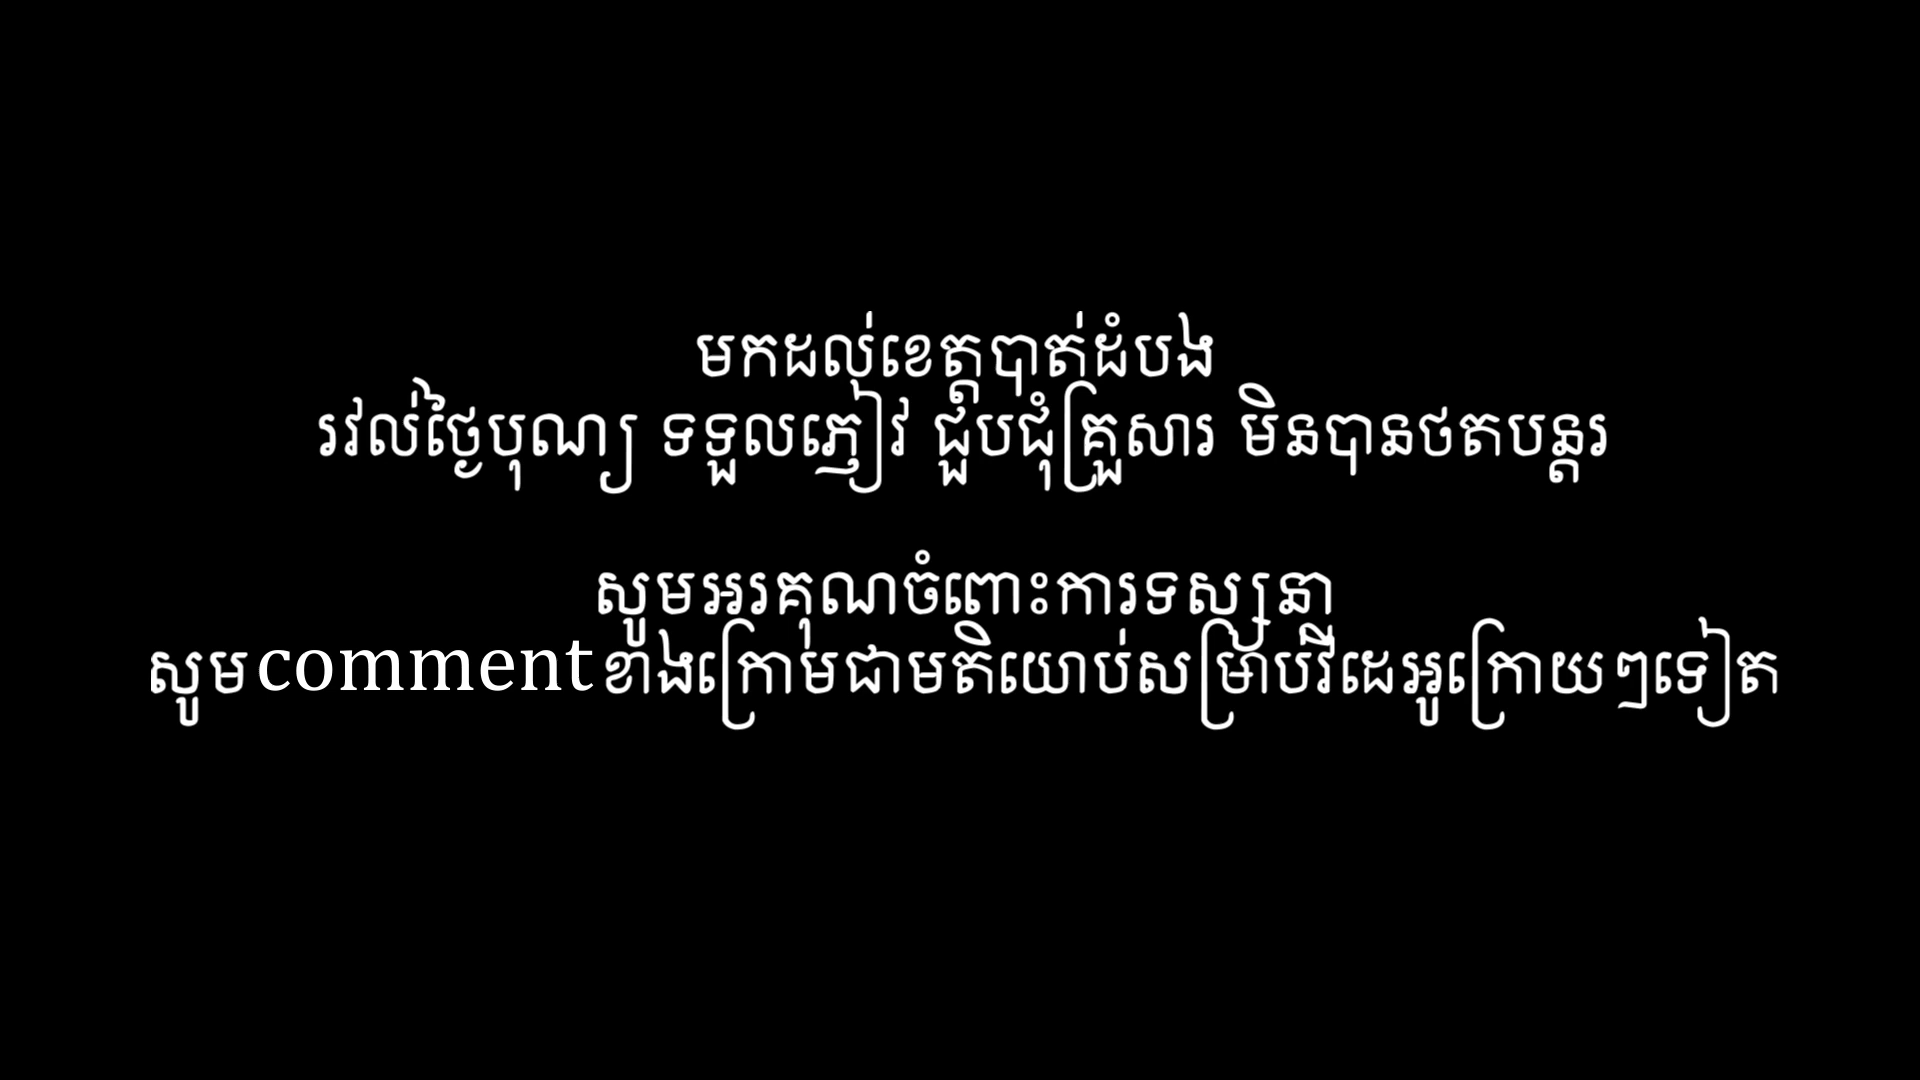 មកដល់ខេត្តបាត់ដំបង
រវល់ថ្ងៃបុណ្យ ទទួលភ្ញៀវ ជួបជុំគ្រួសារ មិនបានថតបន្តរ
សូមអរគុណចំពោះការទស្សនា
សូមcommentខាងក្រោមជាមតិយោប់សម្រាប់វីដេអូក្រោយៗទៀត